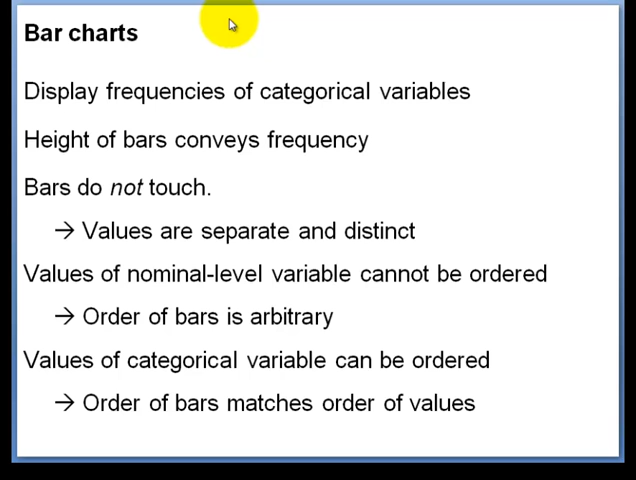 Bar charts
Display frequencies of categorical variables
Height of bars conveys frequency
Bars do not touch.
→ Values are separate and distinct
Values of nominal-level variable cannot be ordered
→ Order of bars is arbitrary
Values of categorical variable can be ordered
→ Order of bars matches order of values